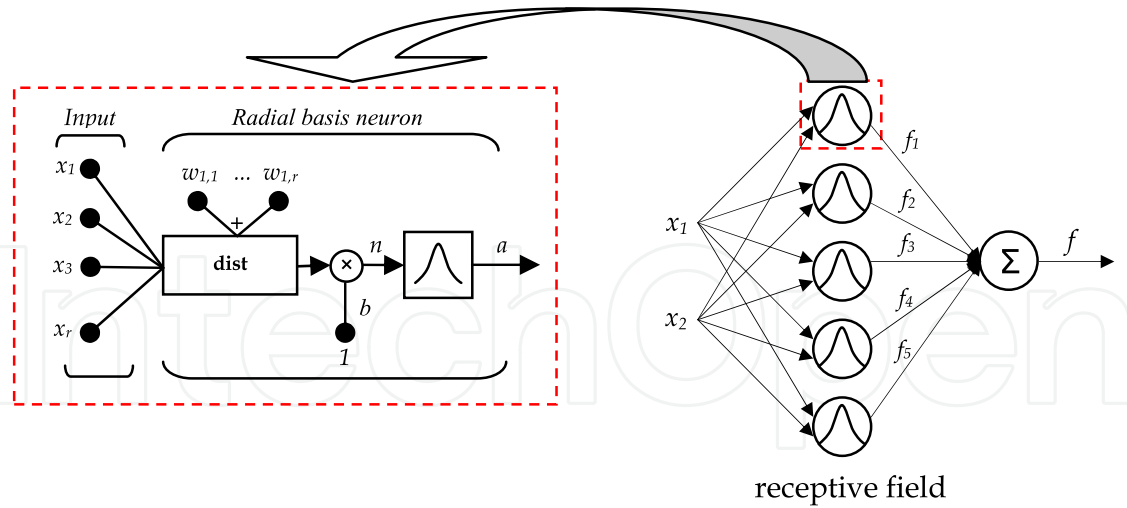 Input
Radial basis neuron
x1
x2
x3
xr
w1,1 ... w1,r
+
dist
×
n
a
b
1
x1
x2
f1
f2
f3
f4
f5
Σ
f
receptive field
IntechOpen